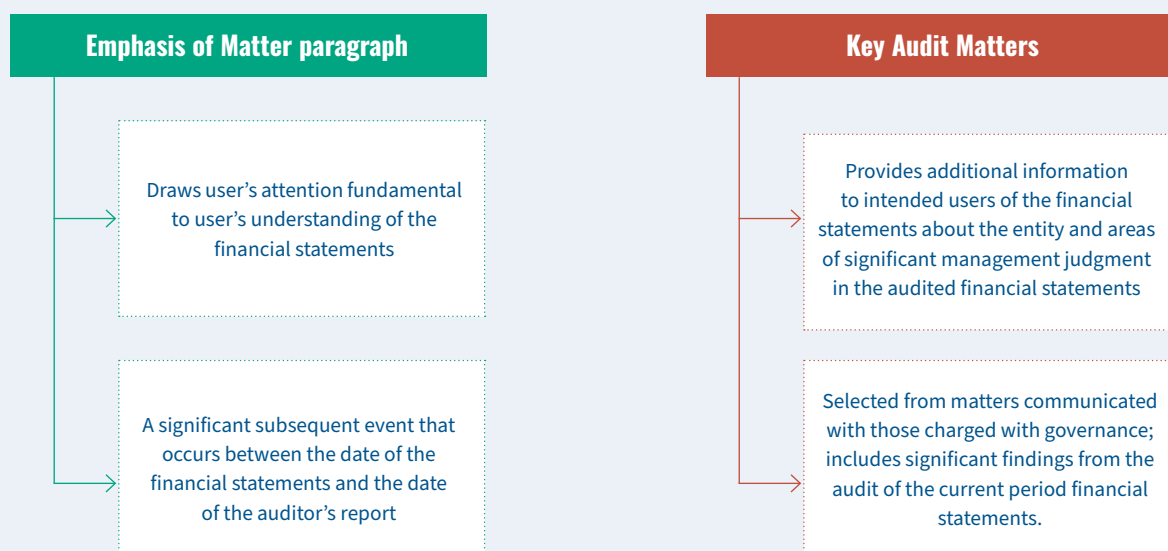 Emphasis of Matter paragraph
Draws user's attention fundamental
to user's understanding of the
financial statements
A significant subsequent event that
occurs between the date of the
financial statements and the date
of the auditor's report
Key Audit Matters
Provides additional information
to intended users of the financial
statements about the entity and areas
of significant management judgment
in the audited financial statements
Selected from matters communicated
with those charged with governance;
includes significant findings from the
audit of the current period financial
statements.